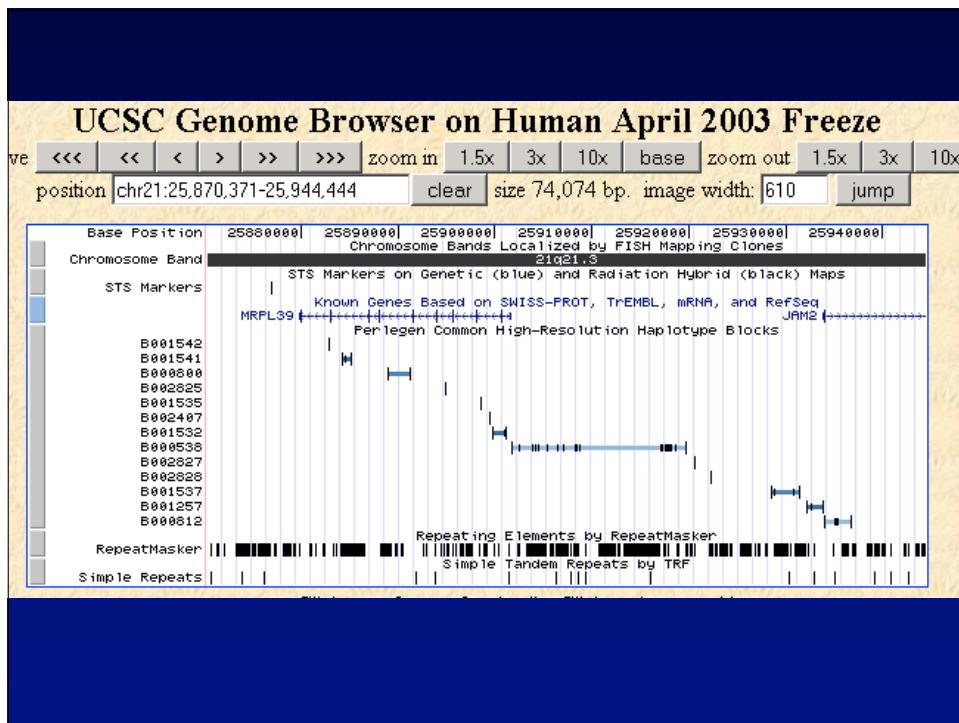 UCSC Genome Browser on Human April 2003 Freeze
ve <<< << < > >> >>> zoom in 1.5x 3x 10x base zoom out 1.5x 3x 10x
position chr21:25,870,371-25,944,444 clear size 74,074 bp. image width: 610 jump
Base Position 25880000| 25890000| 25900000| 25910000| 25920000| 25930000| 25940000|
Chromosome Bands Localized by FISH Mapping Clones
Chromosome Band 21q21.3
STS Markers on Genetic (blue) and Radiation Hybrid (black) Maps
STS Markers
Known Genes Based on SWISS-PROT, TrEMBL, mRNA, and RefSeq
MRPL39 JAM2
Perlegen Common High-Resolution Haplotype Blocks
B001542
B001541
B000800
B002825
B001535
B002407
B001532
B000538
B002827
B002828
B001537
B001257
B000812
Repeating Elements by RepeatMasker
RepeatMasker
Simple Tandem Repeats by TRF
Simple Repeats